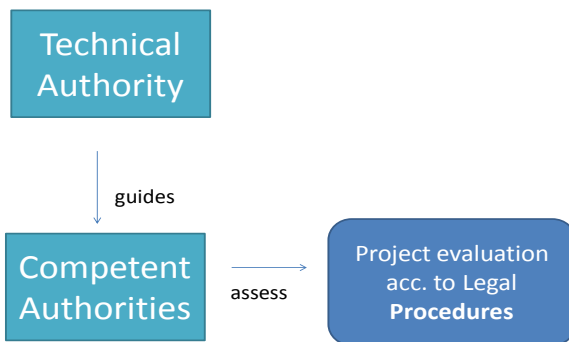 Technical
Authority
guides
Competent
Authorities
assess
Project evaluation
acc. to Legal
Procedures